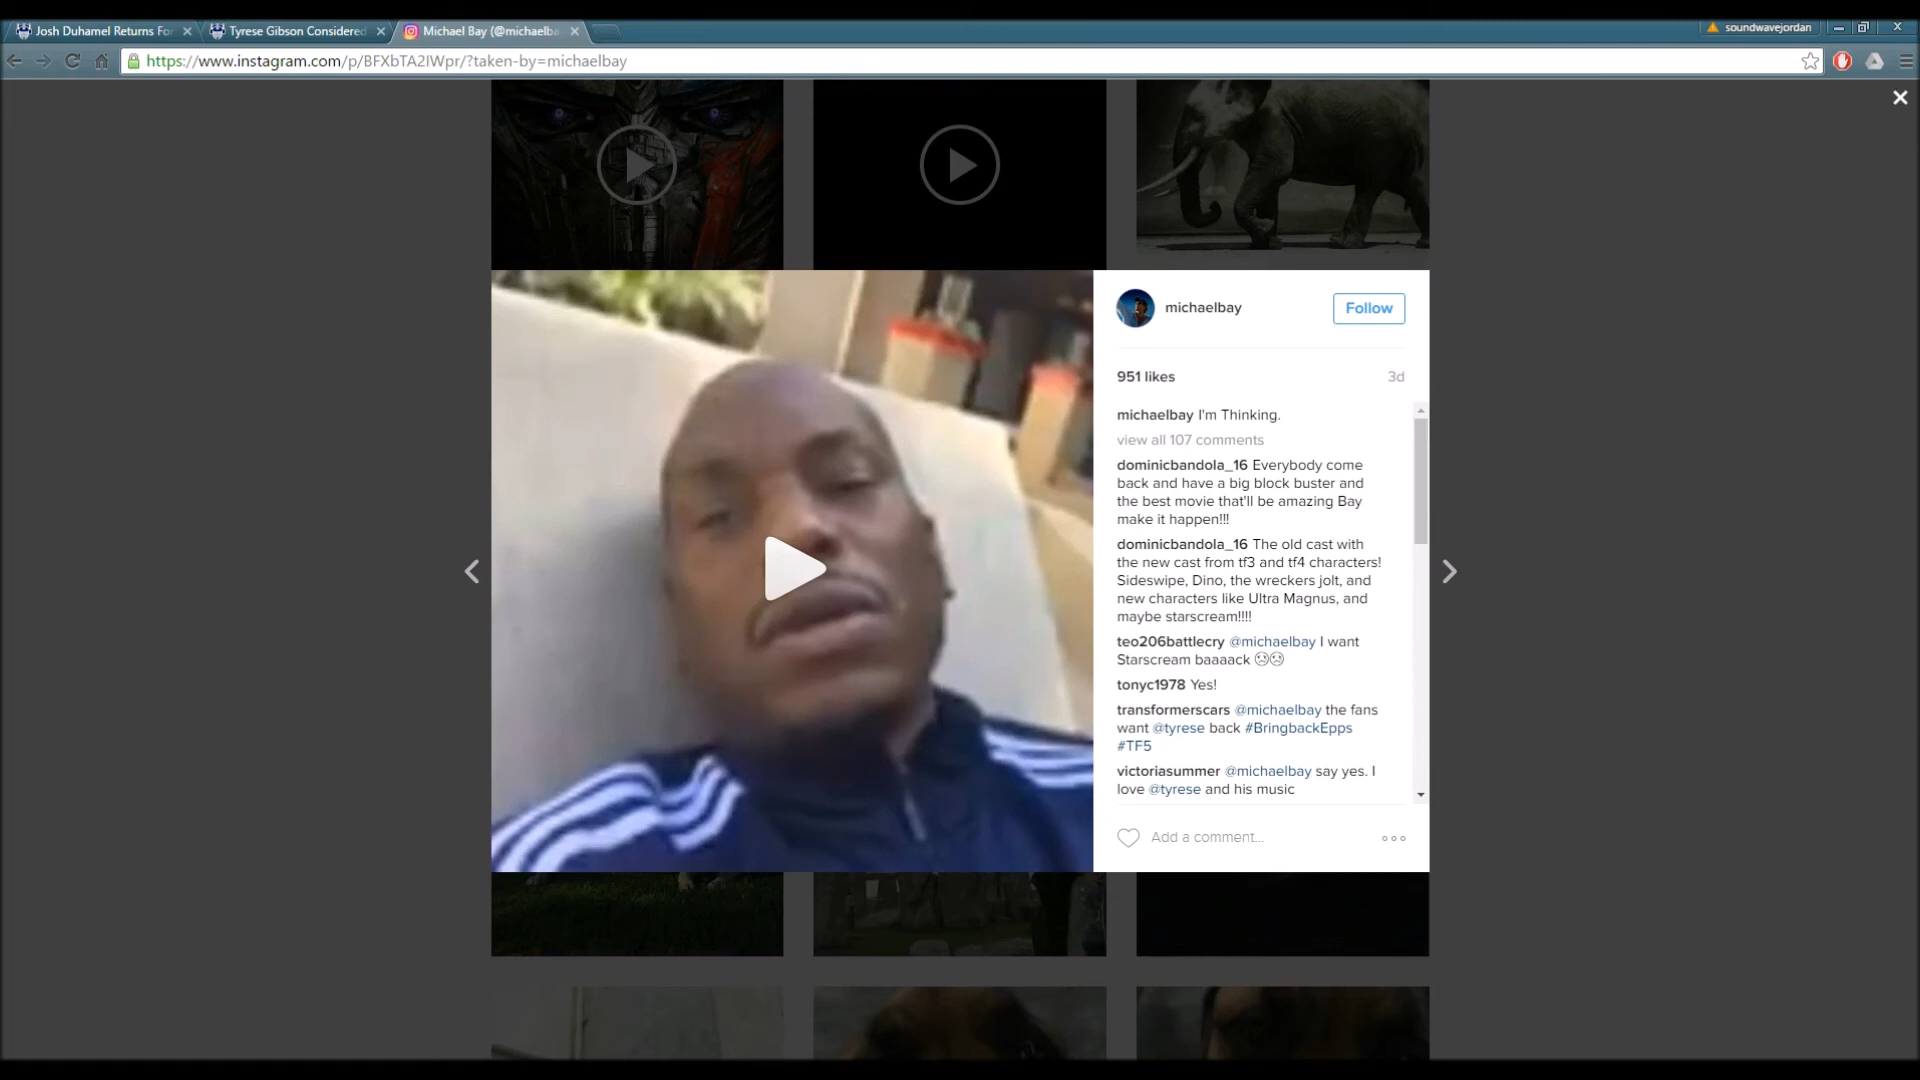 Josh Duhamel Returns Fo
Tyrese Gibson Considered
Michael Bay (@michaelba
soundwavejordan
https://www.instagram.com/p/BFXbTA2IWpr/?taken-by=michaelbay
michaelbay
Follow
951 likes
3d
michaelbay I'm Thinking.
view all 107 comments
dominicbandola_16 Everybody come
back and have a big block buster and
the best movie that'll be amazing Bay
make it happen!!!
dominicbandola_16 The old cast with
the new cast from tf3 and tf4 characters!
Sideswipe, Dino, the wreckers jolt, and
new characters like Ultra Magnus, and
maybe starscream!!!!
teo206battlecry @michaelbay I want
Starscream baaaack 😢😢
tonyc1978 Yes!
transformerscars @michaelbay the fans
want @tyrese back #BringbackEpps
#TF5
victoriasummer @michaelbay say yes. I
love @tyrese and his music
Add a comment...